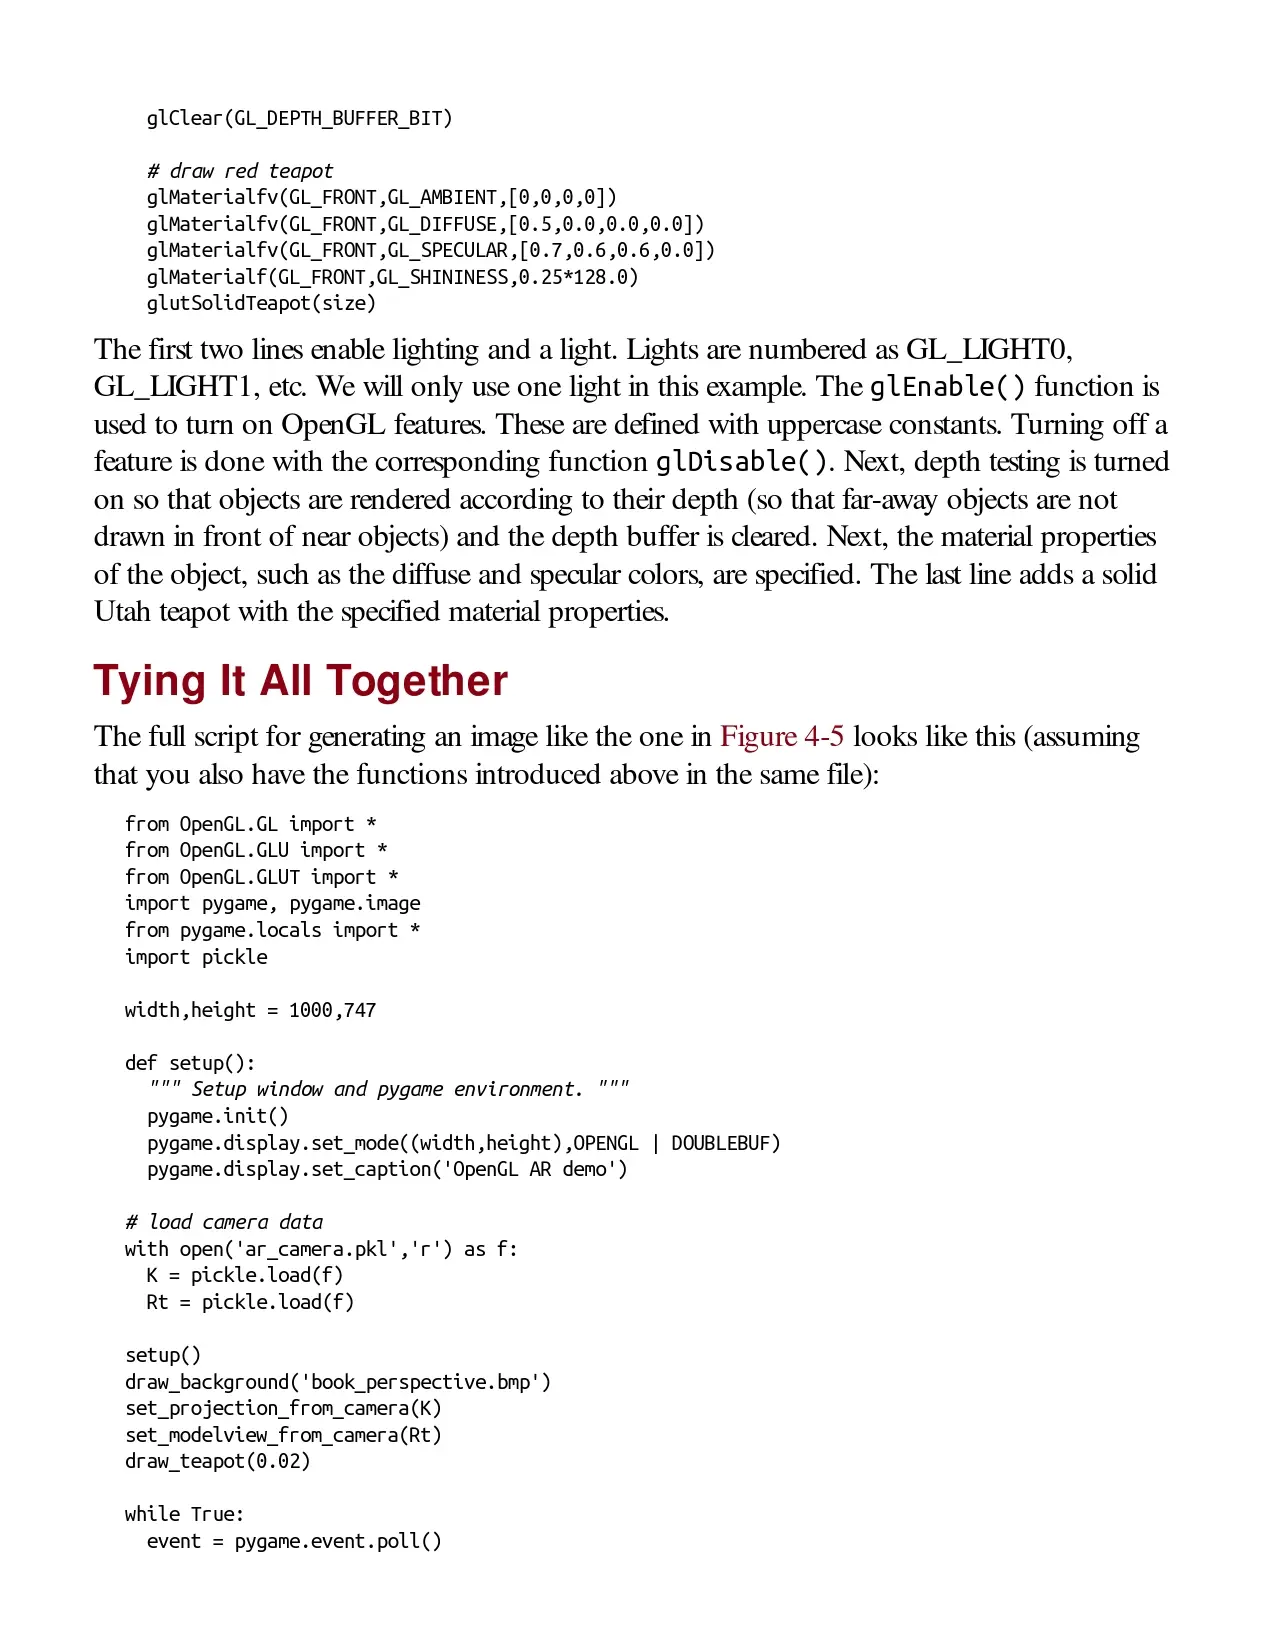 glClear(GL_DEPTH_BUFFER_BIT)
# draw red teapot
glMaterialfv(GL_FRONT,GL_AMBIENT,[0,0,0,0])
glMaterialfv(GL_FRONT,GL_DIFFUSE,[0.5,0.0,0.0,0.0])
glMaterialfv(GL_FRONT,GL_SPECULAR,[0.7,0.6,0.6,0.0])
glMaterialf(GL_FRONT,GL_SHININESS,0.25*128.0)
glutSolidTeapot(size)
The first two lines enable lighting and a light. Lights are numbered as GL_LIGHT0,
GL_LIGHT1, etc. We will only use one light in this example. The glEnable() function is
used to turn on OpenGL features. These are defined with uppercase constants. Turning off a
feature is done with the corresponding function glDisable(). Next, depth testing is turned
on so that objects are rendered according to their depth (so that far-away objects are not
drawn in front of near objects) and the depth buffer is cleared. Next, the material properties
of the object, such as the diffuse and specular colors, are specified. The last line adds a solid
Utah teapot with the specified material properties.
Tying It All Together
The full script for generating an image like the one in Figure 4-5 looks like this (assuming
that you also have the functions introduced above in the same file):
from OpenGL.GL import *
from OpenGL.GLU import *
from OpenGL.GLUT import *
import pygame, pygame.image
from pygame.locals import *
import pickle
width,height = 1000,747
def setup():
""" Setup window and pygame environment. """
pygame.init()
pygame.display.set_mode((width,height),OPENGL | DOUBLEBUF)
pygame.display.set_caption('OpenGL AR demo')
# load camera data
with open('ar_camera.pkl','r') as f:
K = pickle.load(f)
Rt = pickle.load(f)
setup()
draw_background('book_perspective.bmp')
set_projection_from_camera(K)
set_modelview_from_camera(Rt)
draw_teapot(0.02)
while True:
event = pygame.event.poll()